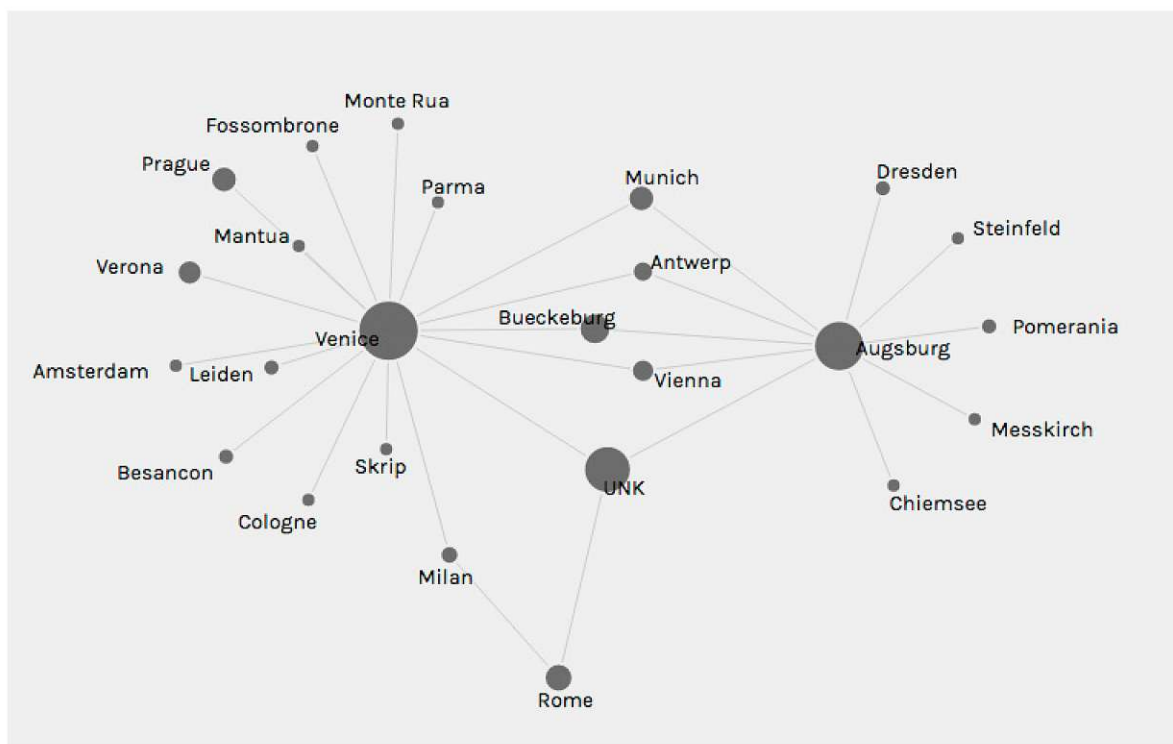 Monte Rua
Fossombrone
Prague
Munich
Dresden
Parma
Mantua
Steinfeld
Verona
Antwerp
Bueckeburg
Pomerania
Venice
Augsburg
Amsterdam
Leiden
Vienna
Messkirch
Besancon
Skrip
UNK
Chiemsee
Cologne
Milan
Rome